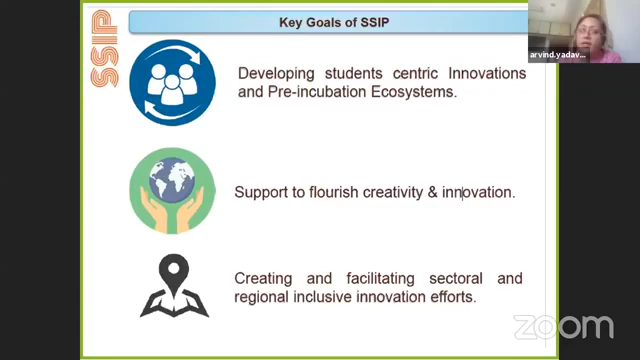 SSIP
Key Goals of SSIP
arvind.yadav...
Developing students centric Innovations
and Pre-incubation Ecosystems.
Support to flourish creativity & innovation.
Creating and facilitating sectoral and
regional inclusive innovation efforts.
zoom